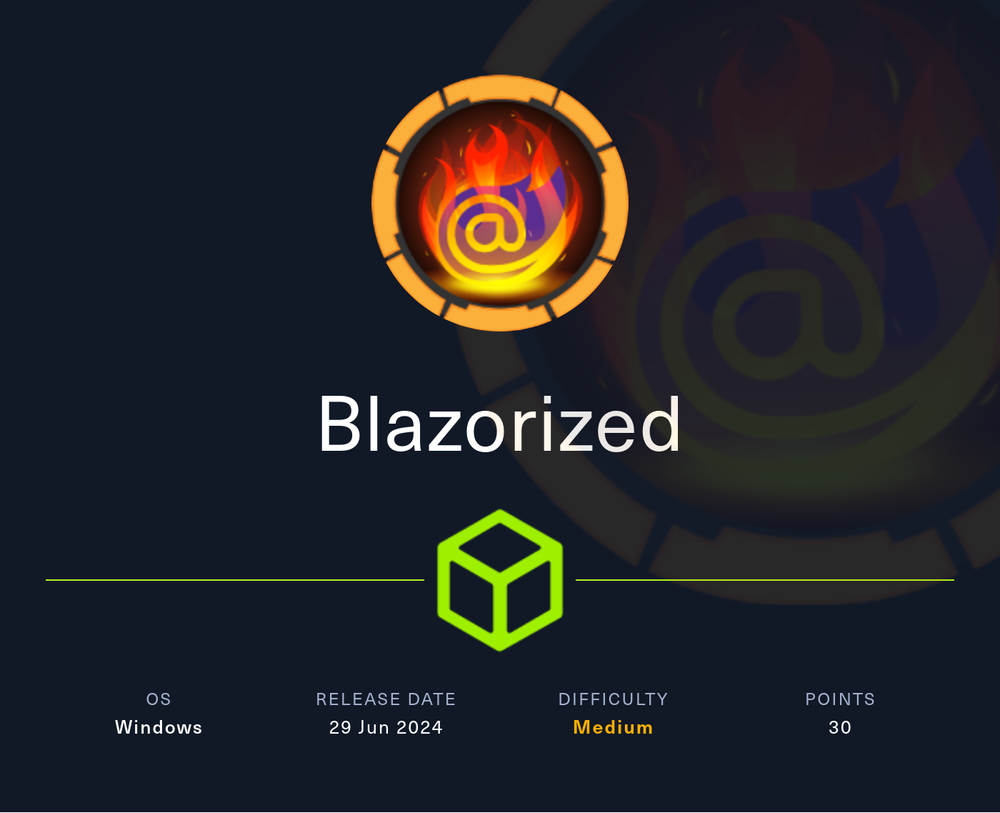 @
Blazorized
OS
RELEASE DATE
DIFFICULTY
POINTS
Windows
29 Jun 2024
Medium
30